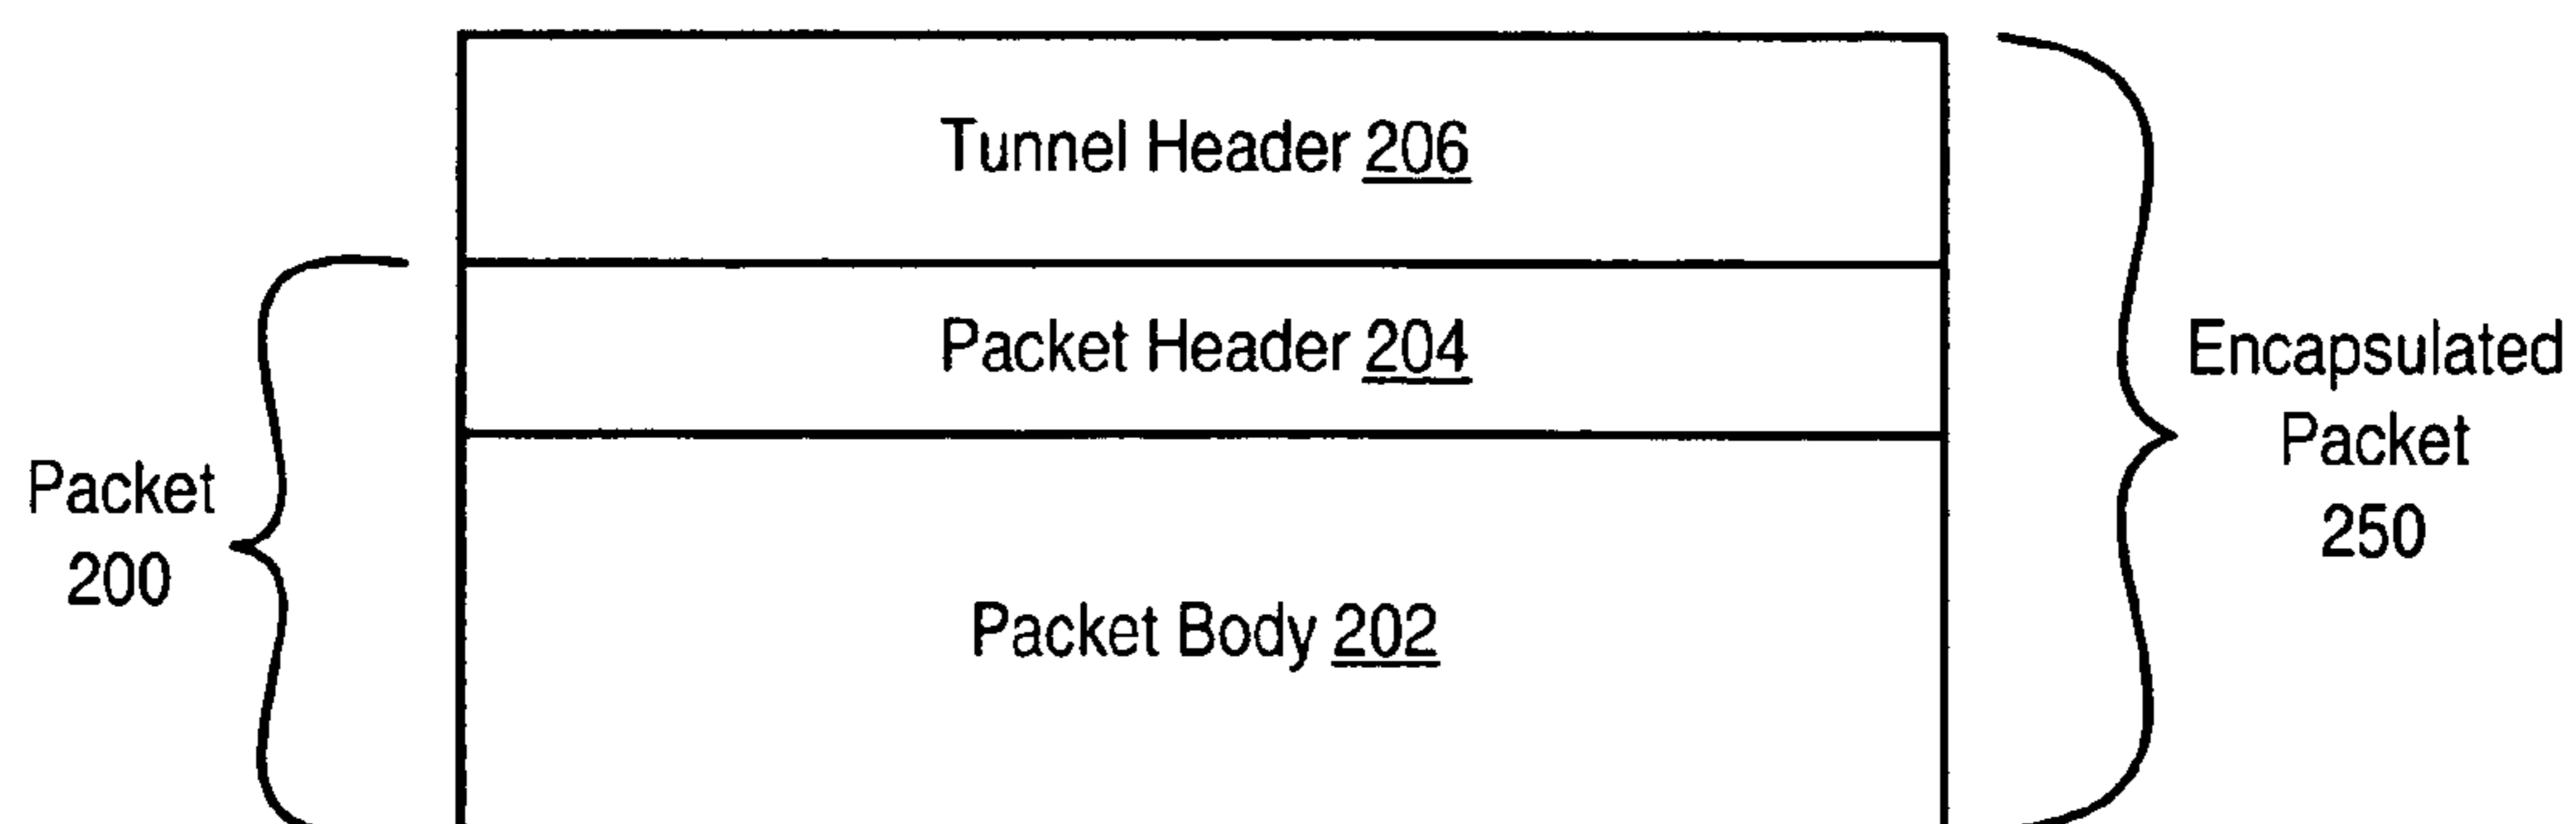 Tunnel Header 206
Packet Header 204
Packet Body 202
Packet
200
Encapsulated
Packet
250